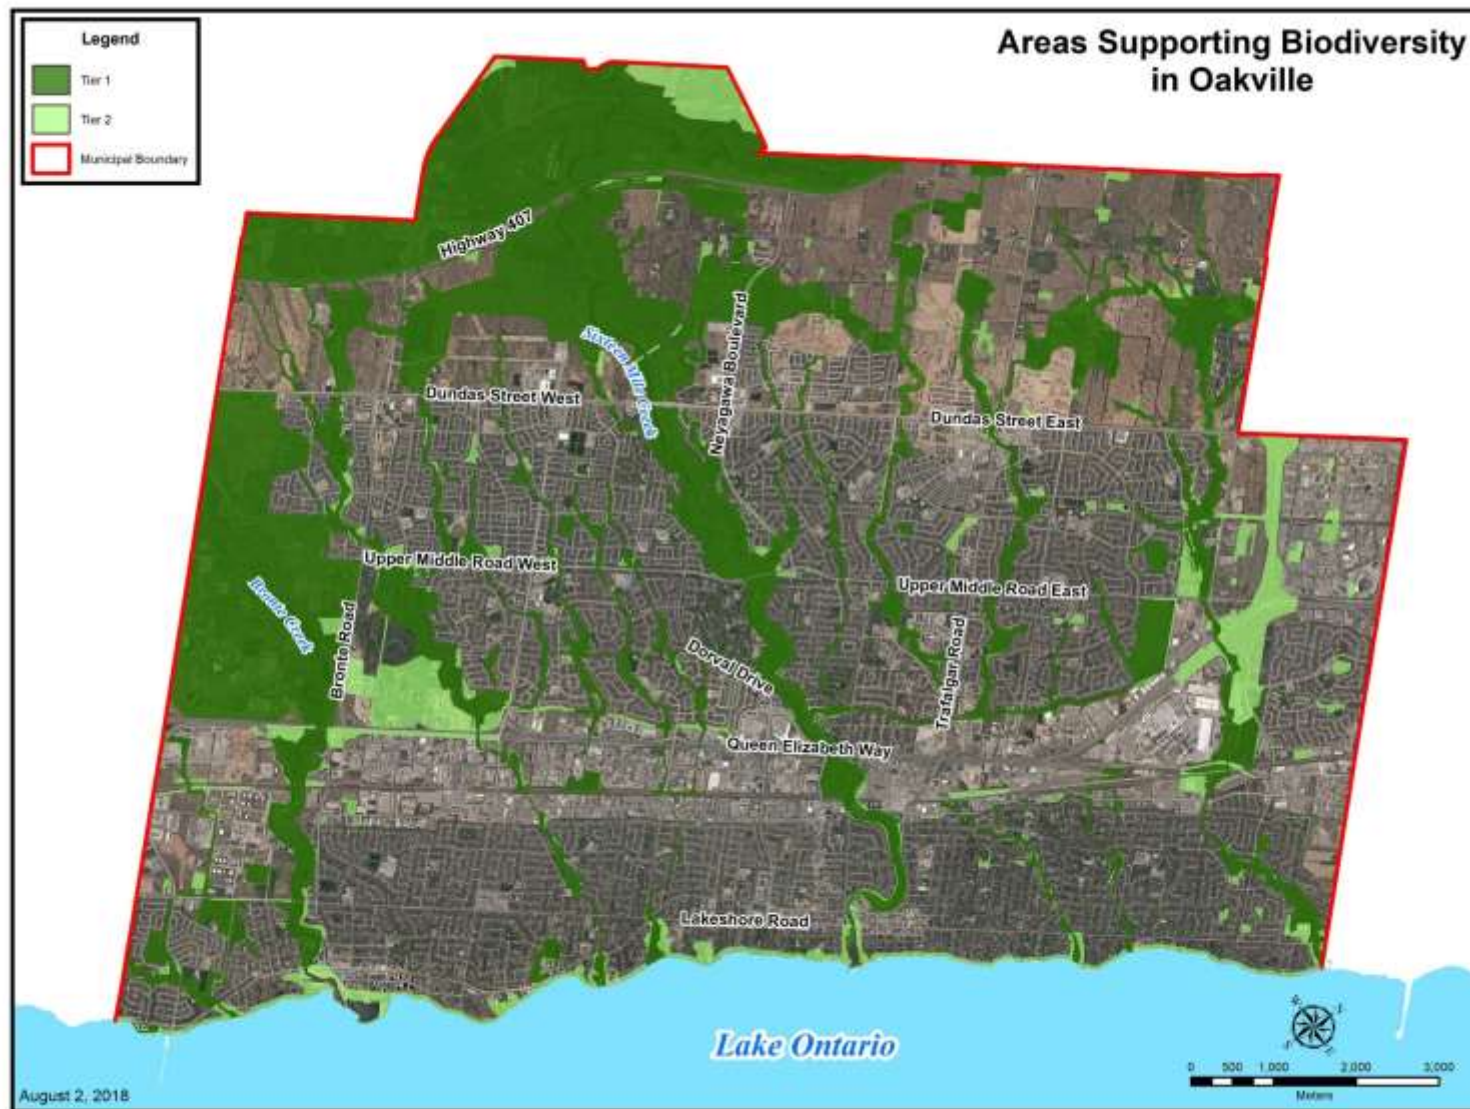 Legend
Tier 1
Tier 2
Municipal Boundary
Areas Supporting Biodiversity
in Oakville
Highway 407
Sixteen Mile Creek
Neyagawa Boulevard
Dundas Street West
Dundas Street East
Upper Middle Road West
Upper Middle Road East
Bronte Creek
Bronte Road
Dorval Drive
Trafalgar Road
Queen Elizabeth Way
Lakeshore Road
Lake Ontario
0 500 1,000 2,000 3,000
Meters
August 2, 2018